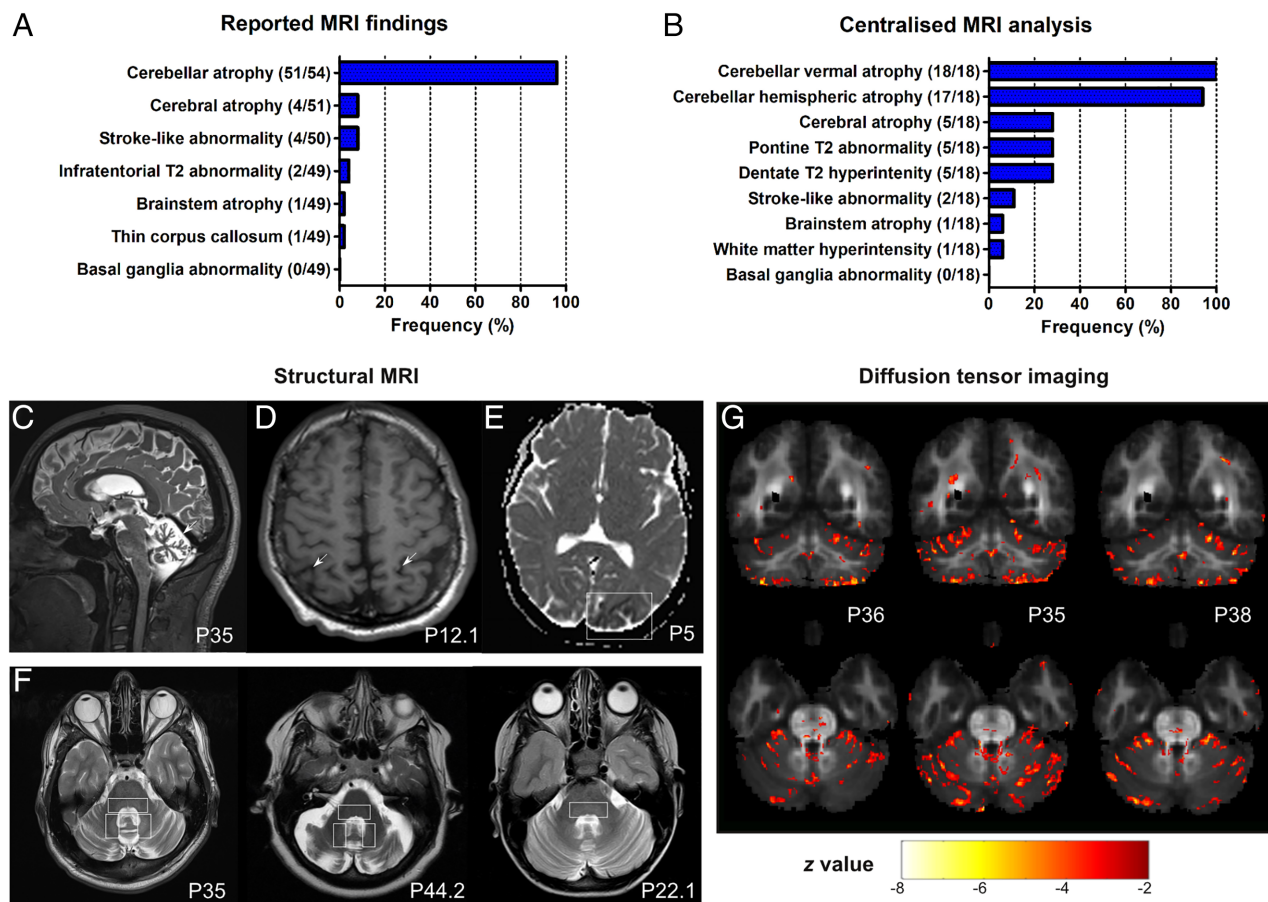 A
Reported MRI findings
Cerebellar atrophy (51/54)
Cerebral atrophy (4/51)
Stroke-like abnormality (4/50)
Infratentorial T2 abnormality (2/49)
Brainstem atrophy (1/49)
Thin corpus callosum (1/49)
Basal ganglia abnormality (0/49)
0 20 40 60 80 100
Frequency (%)
B
Centralised MRI analysis
Cerebellar vermal atrophy (18/18)
Cerebellar hemispheric atrophy (17/18)
Cerebral atrophy (5/18)
Pontine T2 abnormality (5/18)
Dentate T2 hyperintenity (5/18)
Stroke-like abnormality (2/18)
Brainstem atrophy (1/18)
White matter hyperintensity (1/18)
Basal ganglia abnormality (0/18)
0 20 40 60 80 100
Frequency (%)
Structural MRI
C
P35
D
P12.1
E
P5
F
P35
P44.2
P22.1
Diffusion tensor imaging
G
P36
P35
P38
z value
-8 -6 -4 -2